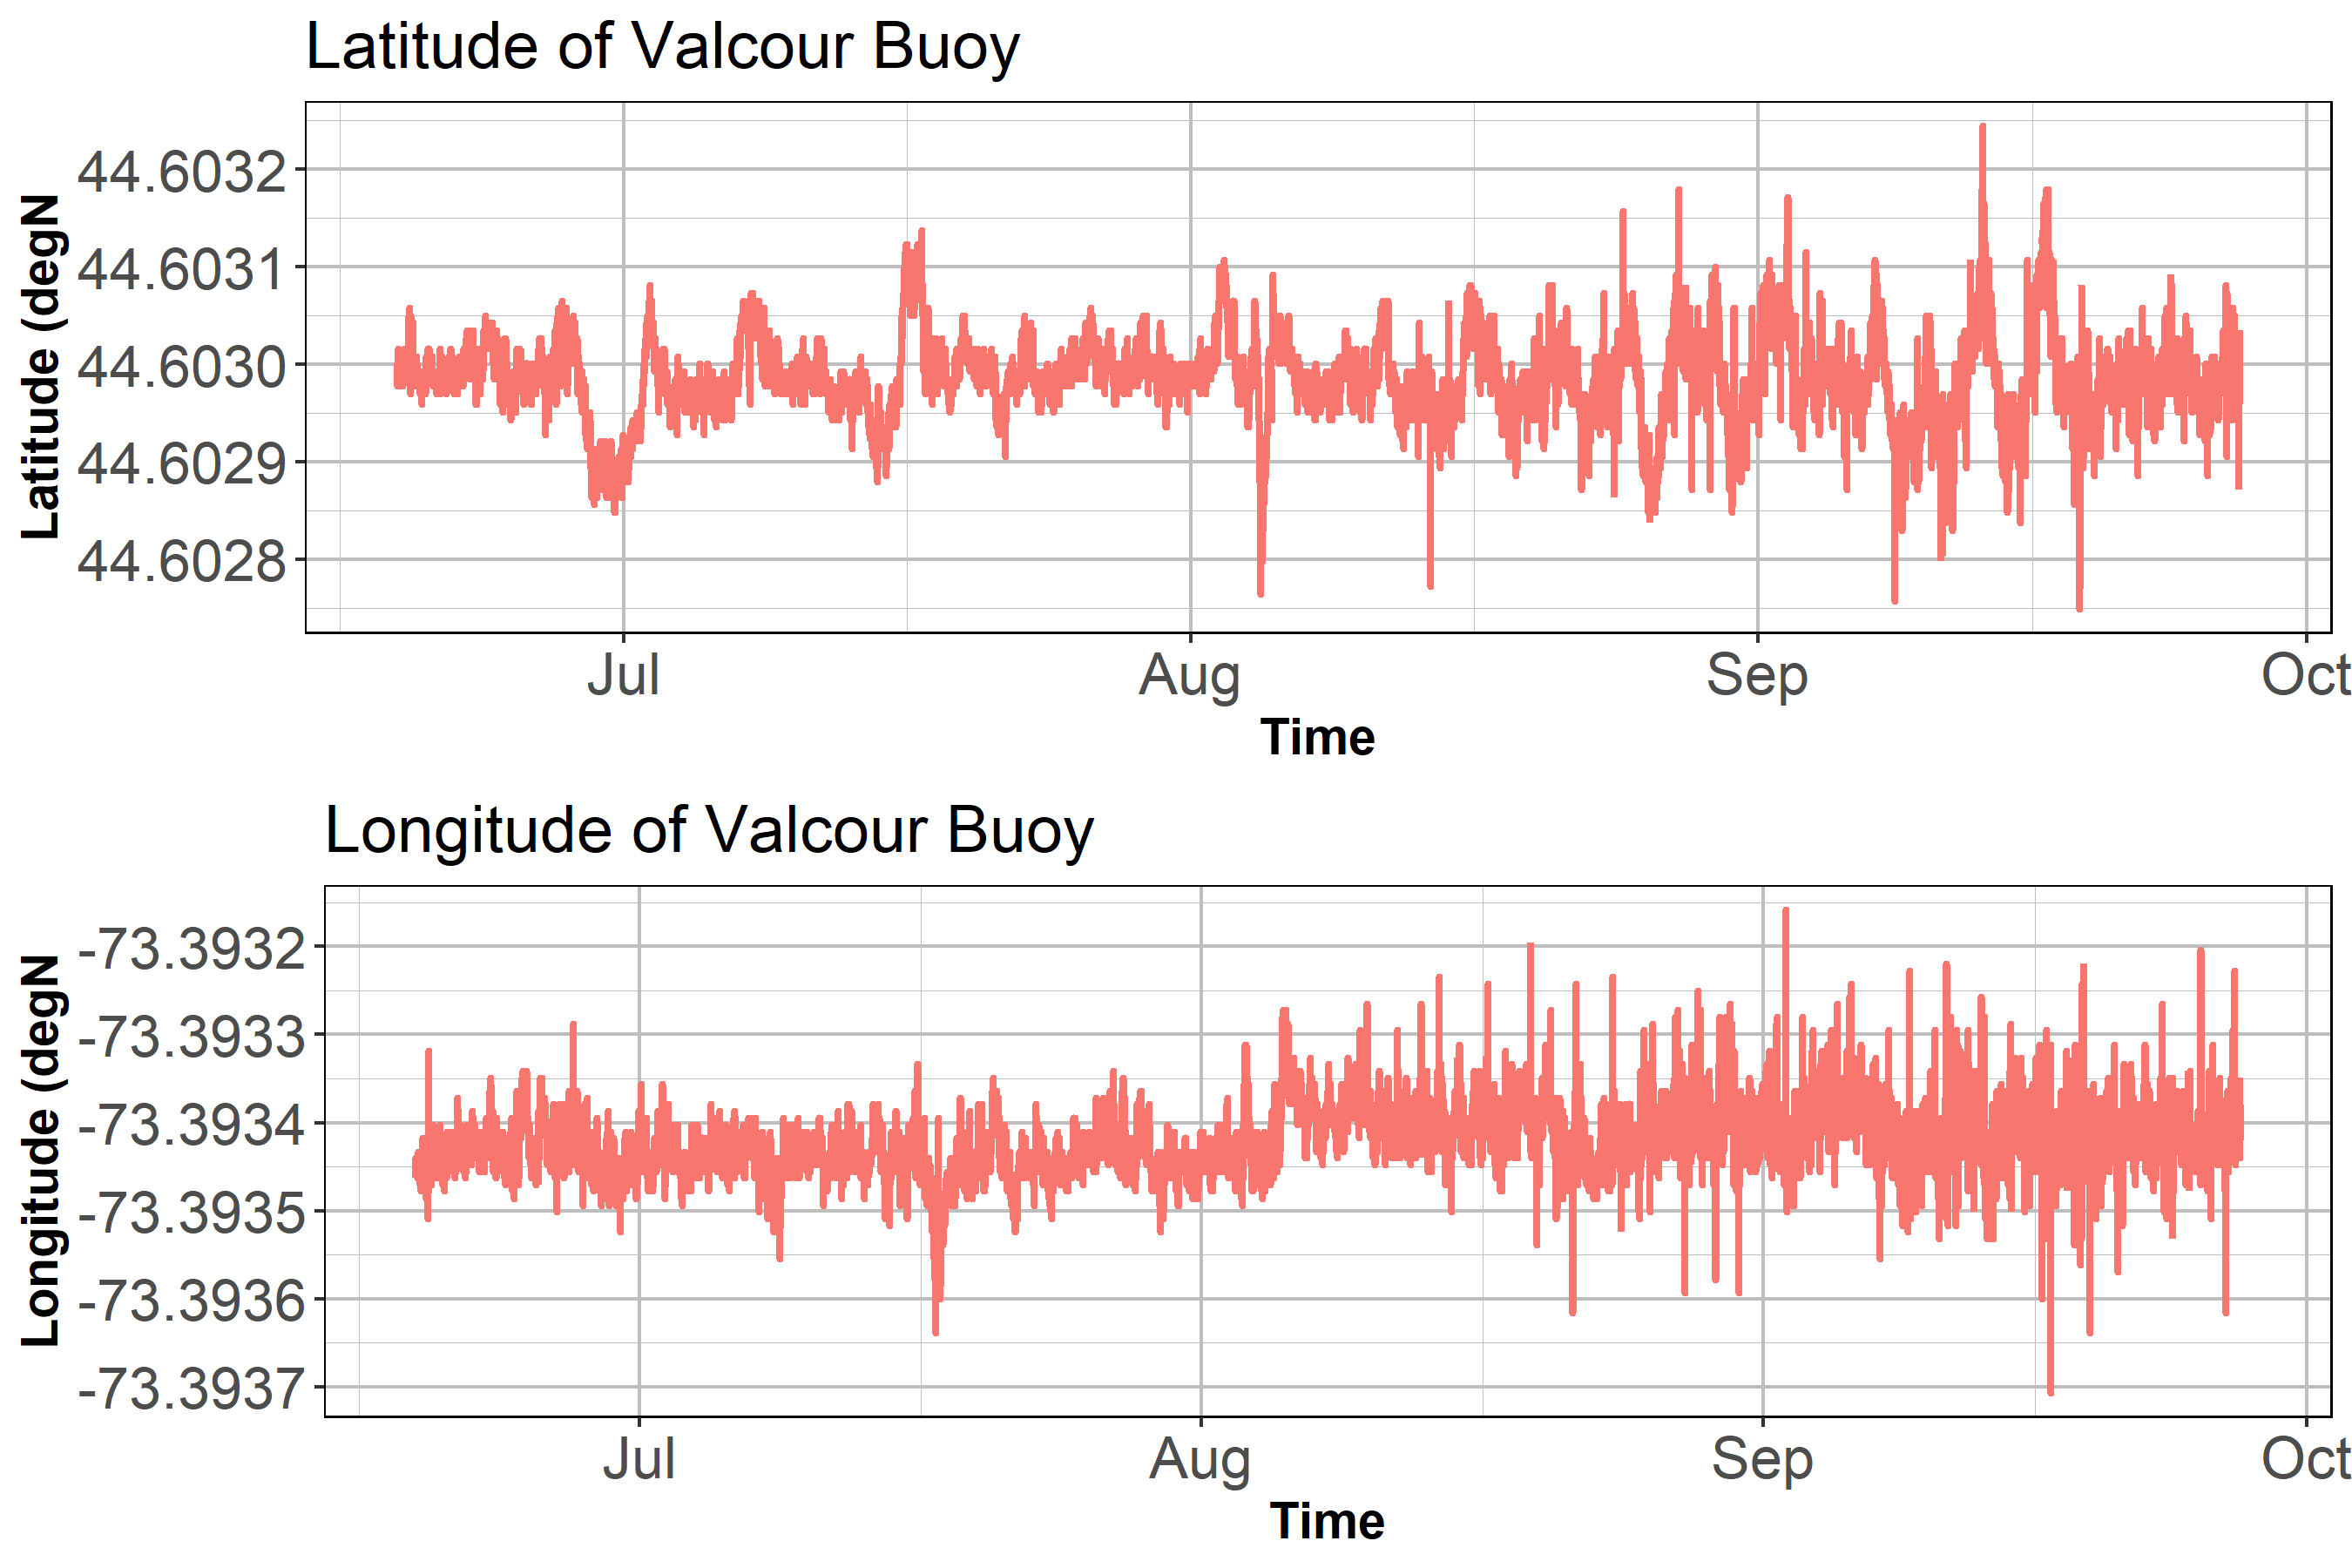 Latitude of Valcour Buoy
44.6032
44.6031
44.6030
44.6029
44.6028
Latitude (degN
Jul Aug Sep Oct
Time
Longitude of Valcour Buoy
-73.3932
-73.3933
-73.3934
-73.3935
-73.3936
-73.3937
Longitude (degN
Jul Aug Sep Oct
Time